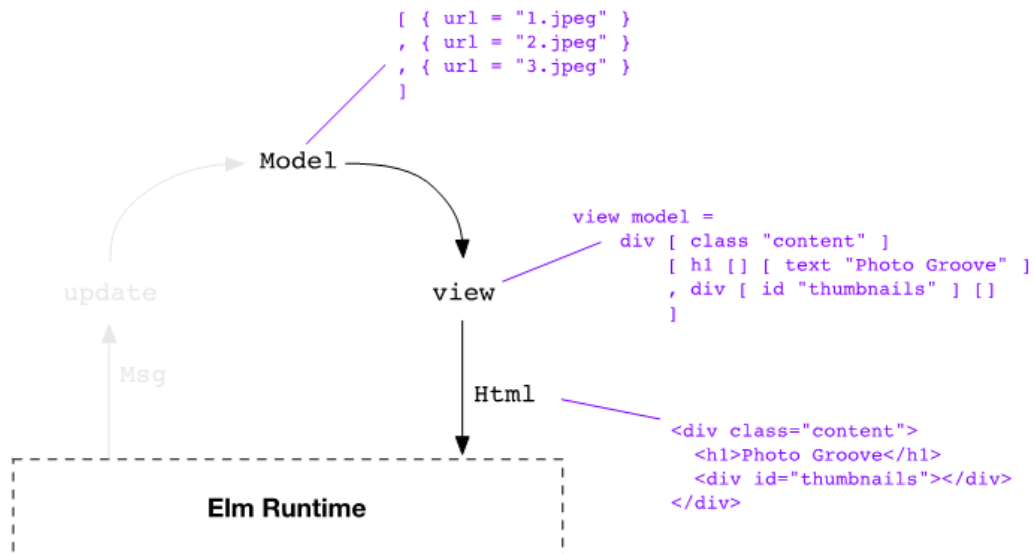 [ { url = "1.jpeg" }
, { url = "2.jpeg" }
, { url = "3.jpeg" }
]
Model
view model =
div [ class "content" ]
[ h1 [] [ text "Photo Groove" ]
, div [ id "thumbnails" ] []
]
update
view
Msg
Html
<div class="content">
<h1>Photo Groove</h1>
<div id="thumbnails"></div>
</div>
Elm Runtime